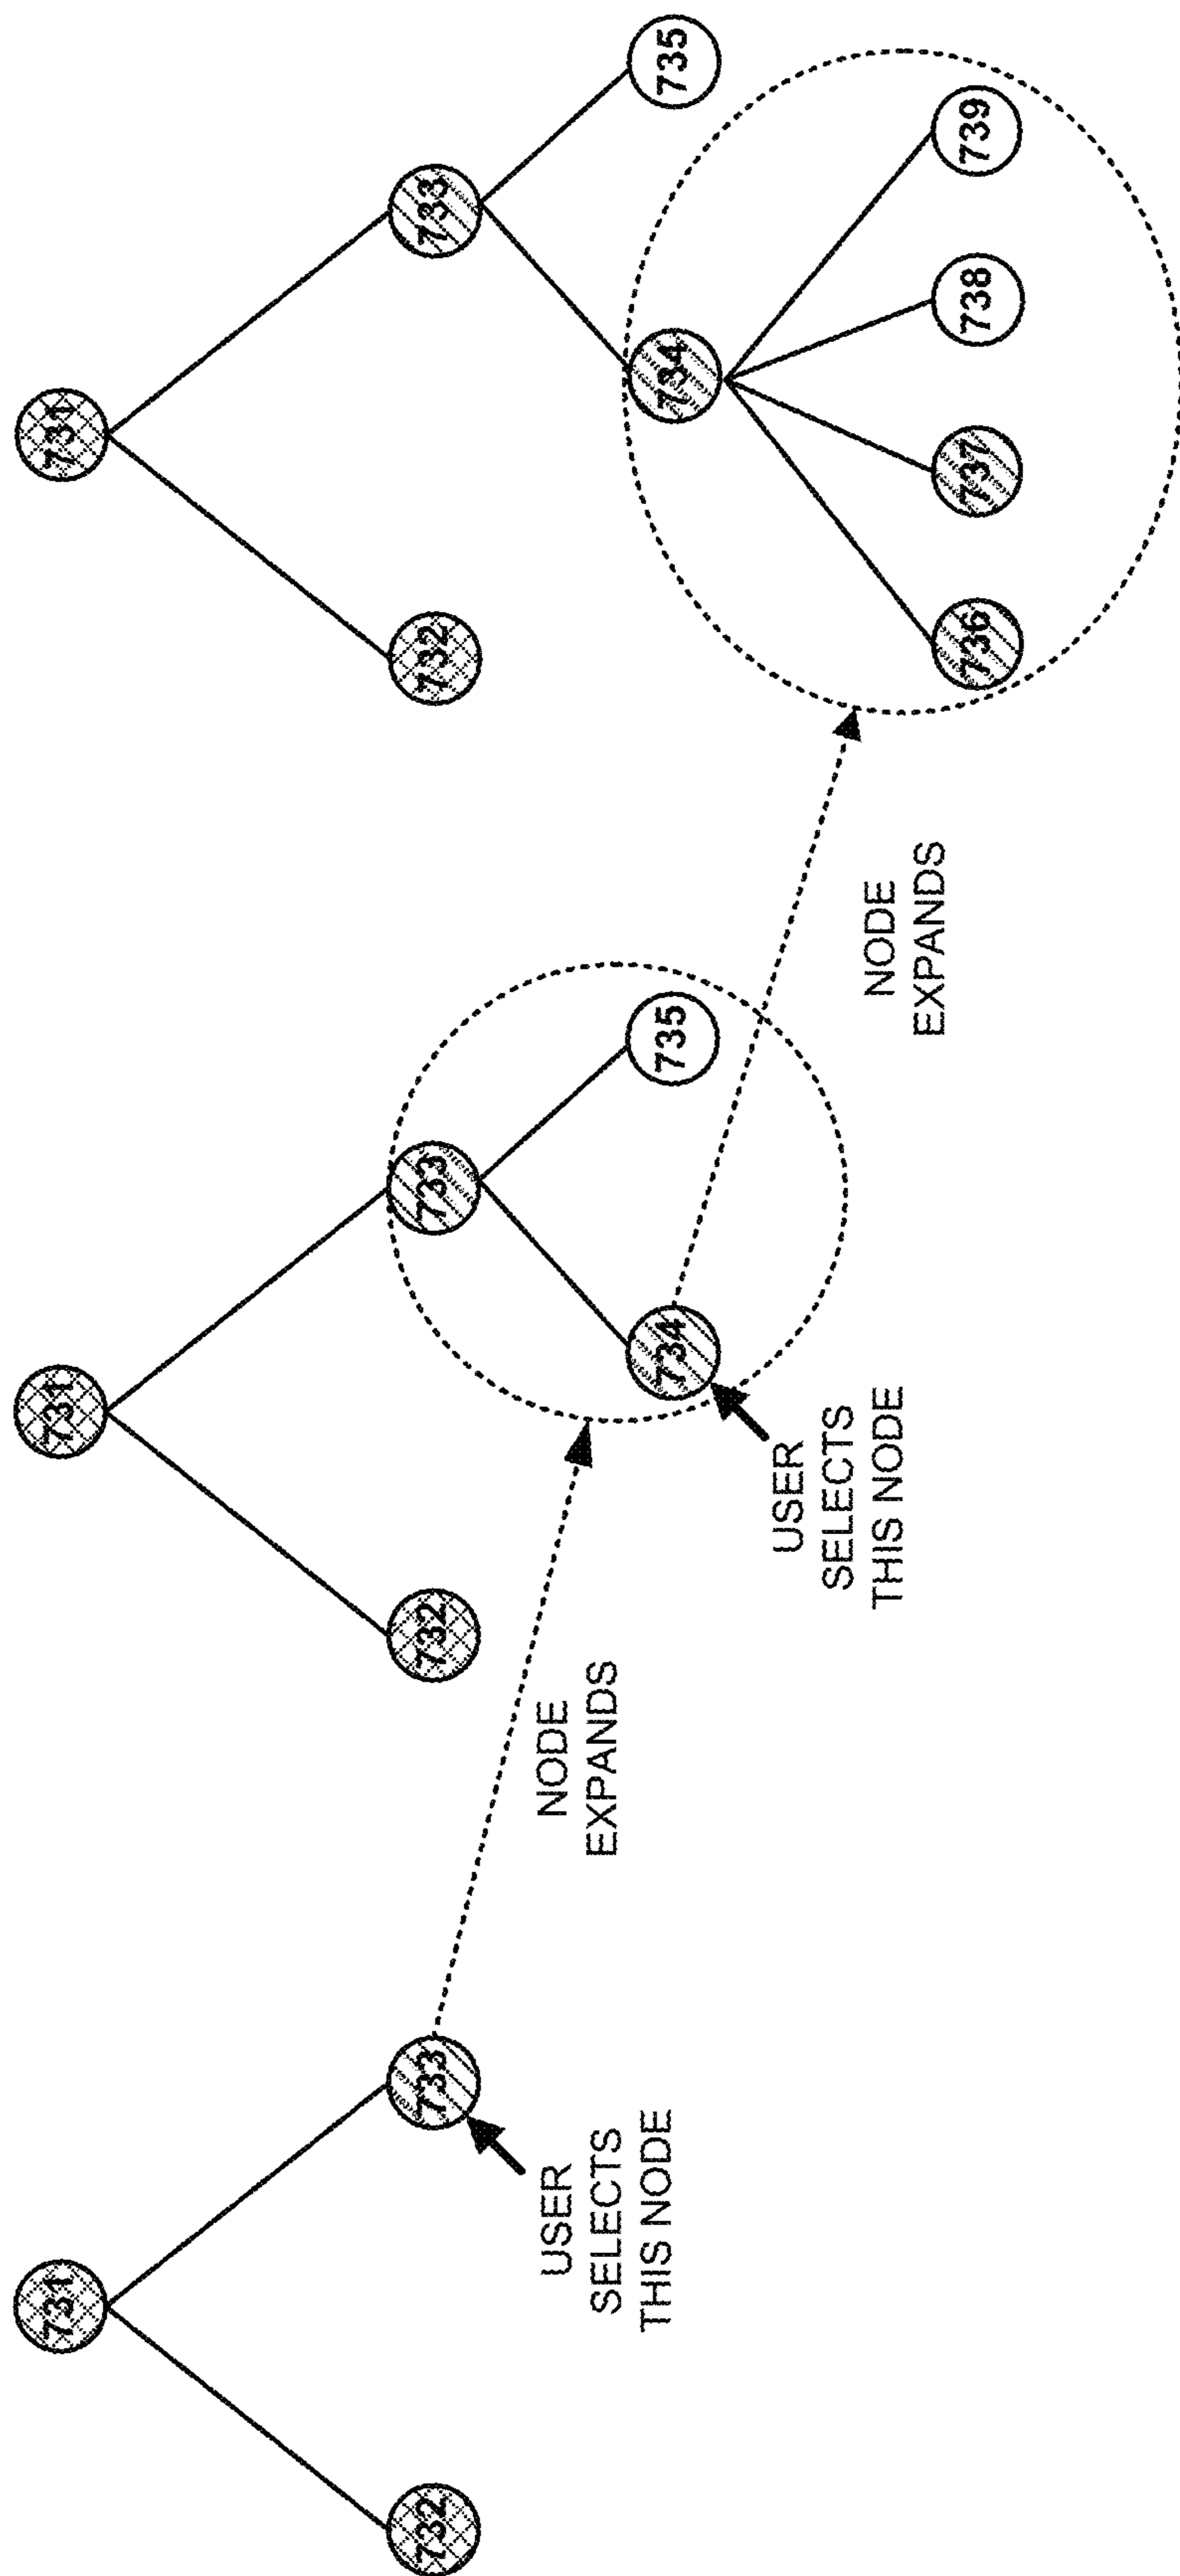 731
732
733
USER
SELECTS
THIS NODE
NODE
EXPANDS
731
732
733
734
735
USER
SELECTS
THIS NODE
NODE
EXPANDS
731
732
733
734
735
736
737
738
739